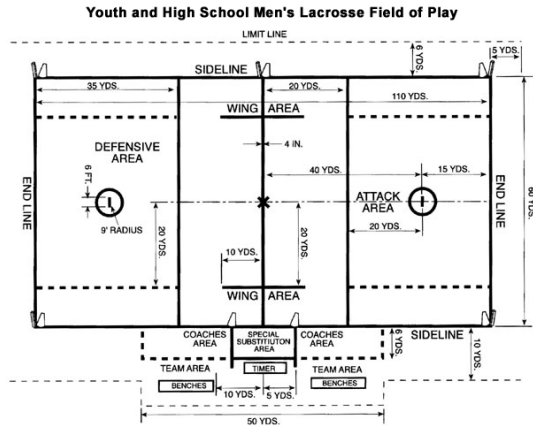 Youth and High School Men's Lacrosse Field of Play
LIMIT LINE
6 YDS.
5 YDS.
SIDELINE
35 YDS.
20 YDS.
110 YDS.
WING AREA
DEFENSIVE
AREA
4 IN.
40 YDS.
15 YDS.
6 FT.
END LINE
ATTACK
AREA
END LINE
60 YDS.
9' RADIUS
20 YDS.
20 YDS.
20 YDS.
10 YDS.
WING AREA
COACHES
AREA
SPECIAL
SUBSTITUTON
AREA
COACHES
AREA
6 YDS.
SIDELINE
10 YDS.
TEAM AREA
TIMER
TEAM AREA
BENCHES
10 YDS.
5 YDS.
BENCHES
50 YDS.